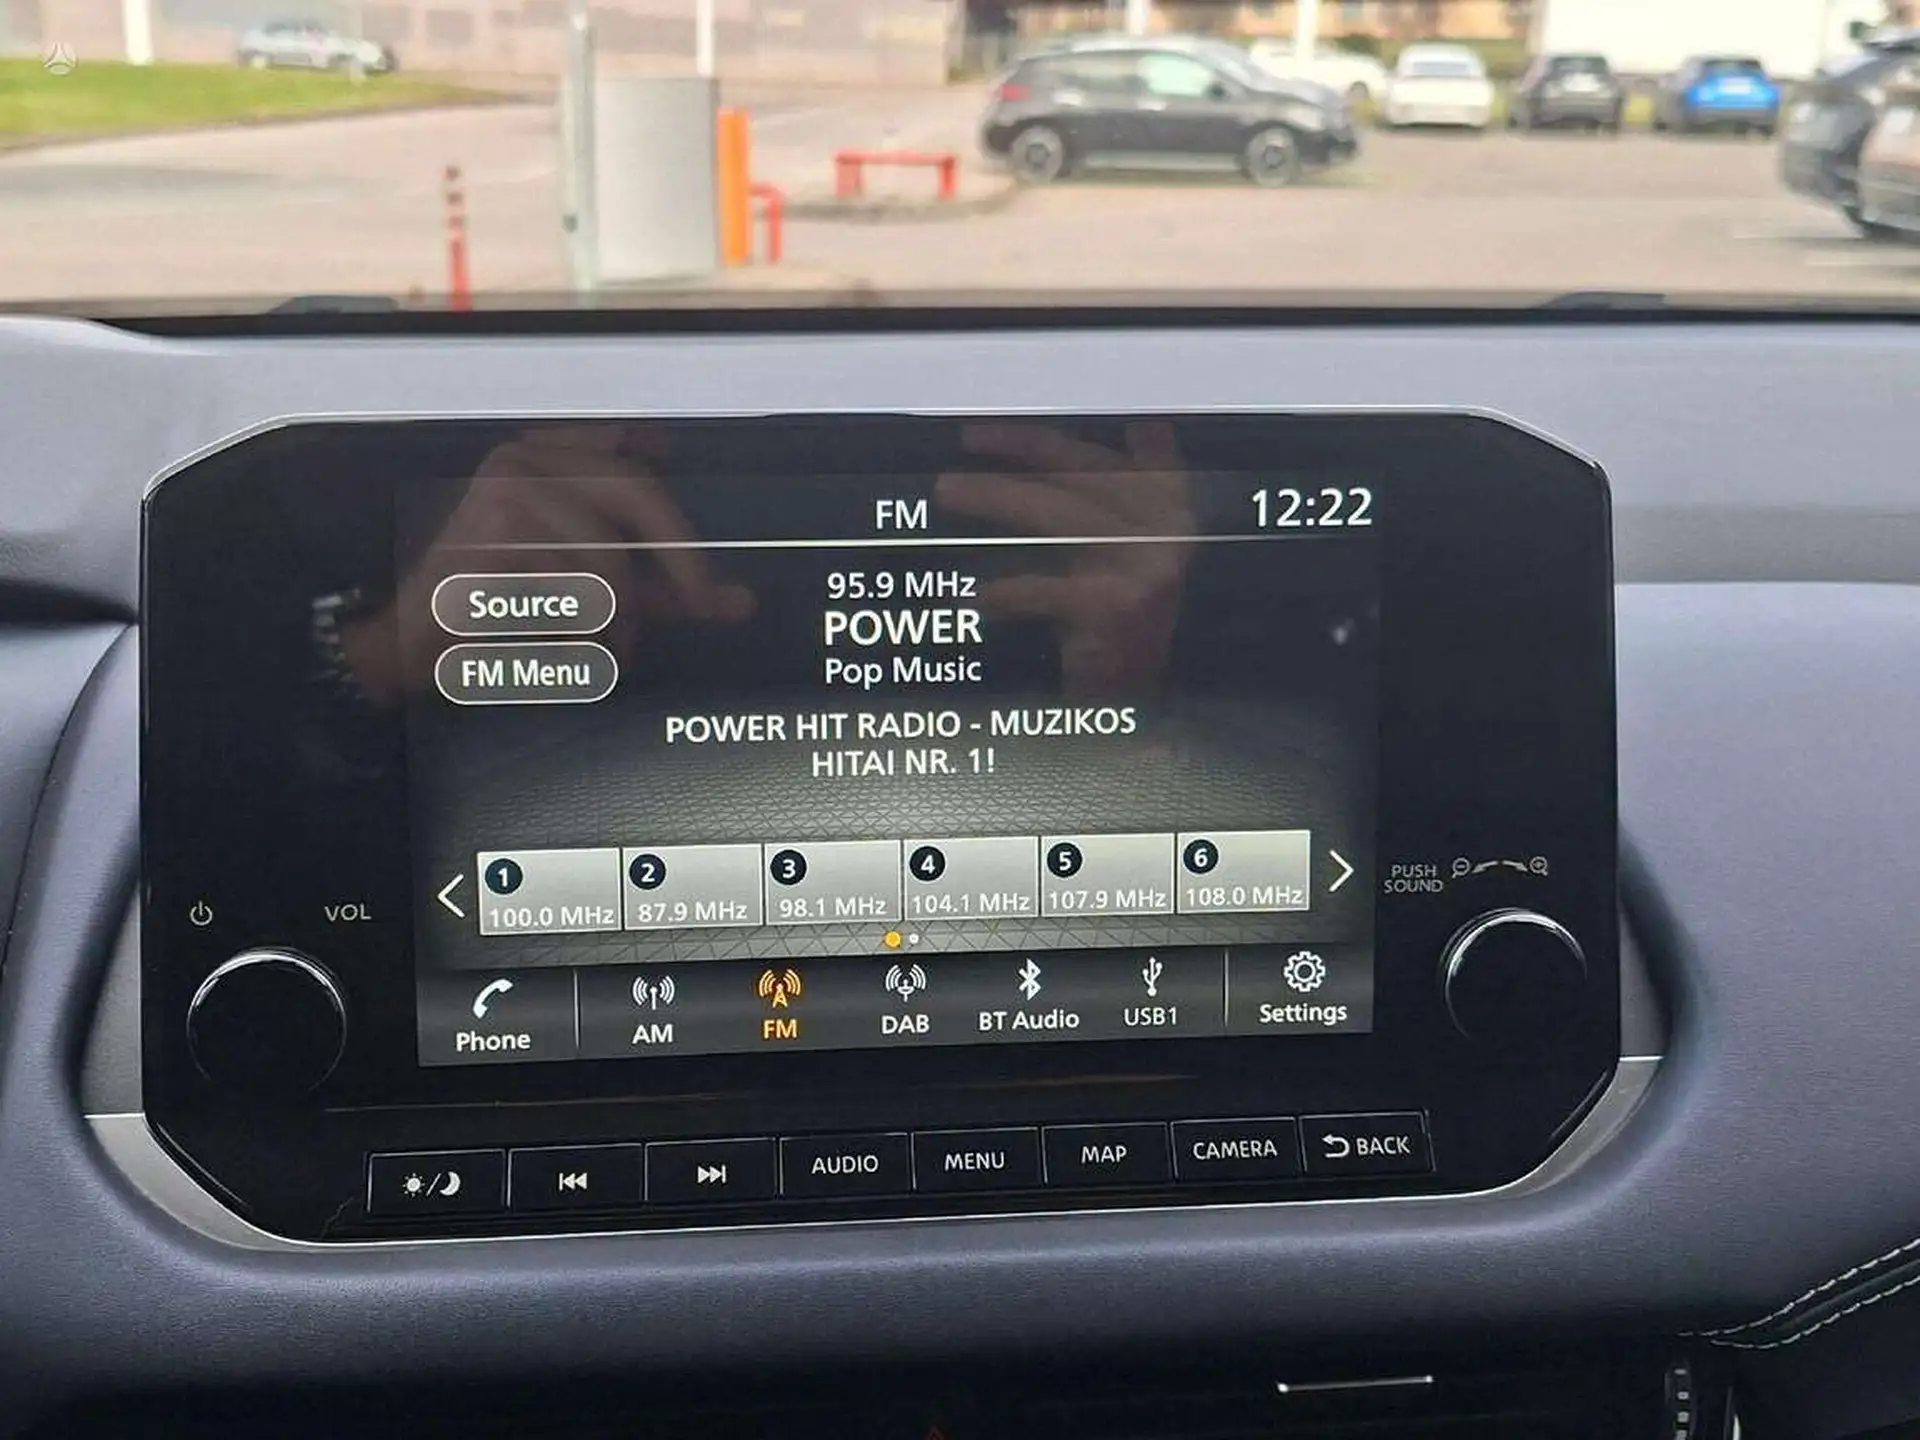 FM
12:22
Source
95.9 MHz
POWER
FM Menu
Pop Music
POWER HIT RADIO - MUZIKOS
HITAI NR. 1!
1 2 3 4 5 6
100.0 MHz 87.9 MHz 98.1 MHz 104.1 MHz 107.9 MHz 108.0 MHz
PUSH
SOUND
VOL
Phone AM FM DAB BT Audio USB1 Settings
AUDIO MENU MAP CAMERA BACK